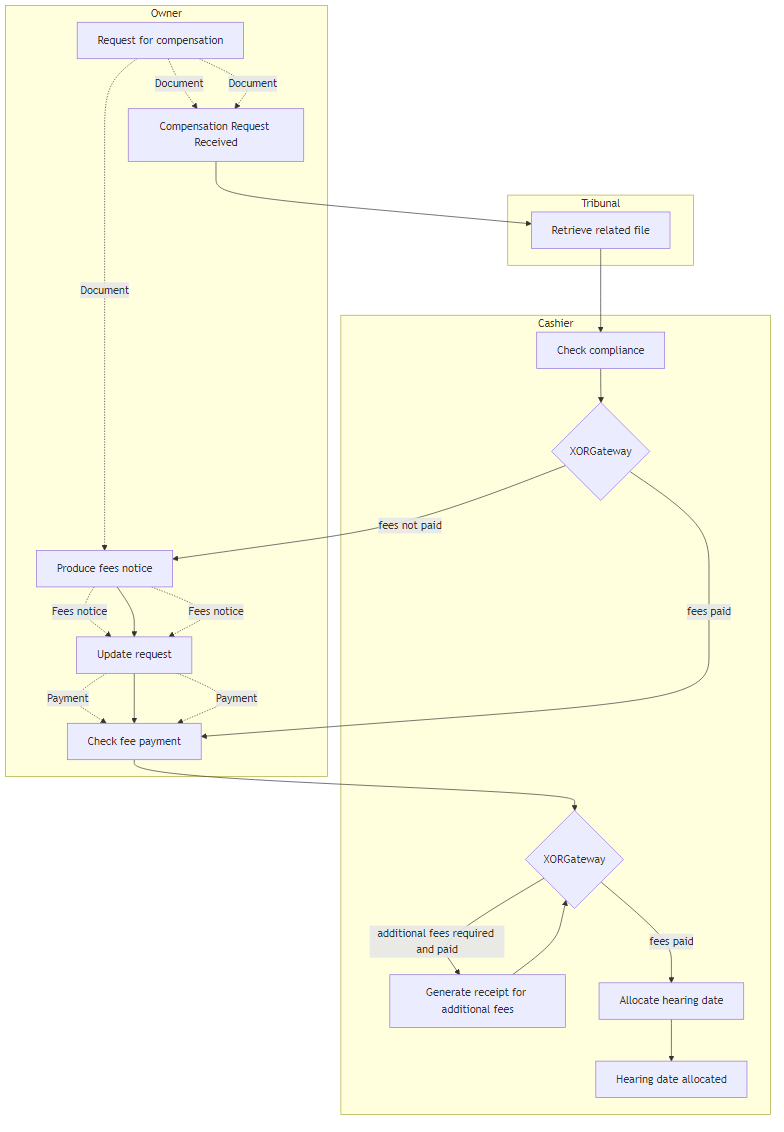 Owner
Request for compensation
Document
Document
Compensation Request
Received
Tribunal
Retrieve related file
Document
Cashier
Check compliance
XORGateway
fees not paid
Produce fees notice
Fees notice
Fees notice
fees paid
Update request
Payment
Payment
Check fee payment
XORGateway
additional fees required
and paid
fees paid
Generate receipt for
additional fees
Allocate hearing date
Hearing date allocated